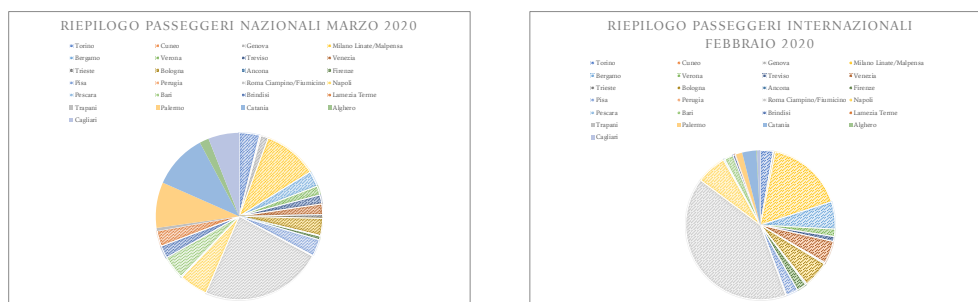 RIEPILOGO PASSEGGERI NAZIONALI MARZO 2020
Torino Cuneo Genova Milano Linate/Malpensa
Bergamo Verona Treviso Venezia
Trieste Bologna Ancona Firenze
Pisa Perugia Roma Ciampino/Fiumicino Napoli
Pescara Bari Brindisi Lamezia Terme
Trapani Palermo Catania Alghero
Cagliari
RIEPILOGO PASSEGGERI INTERNAZIONALI
FEBBRAIO 2020
Torino Cuneo Genova Milano Linate/Malpensa
Bergamo Verona Treviso Venezia
Trieste Bologna Ancona Firenze
Pisa Perugia Roma Ciampino/Fiumicino Napoli
Pescara Bari Brindisi Lamezia Terme
Trapani Palermo Catania Alghero
Cagliari